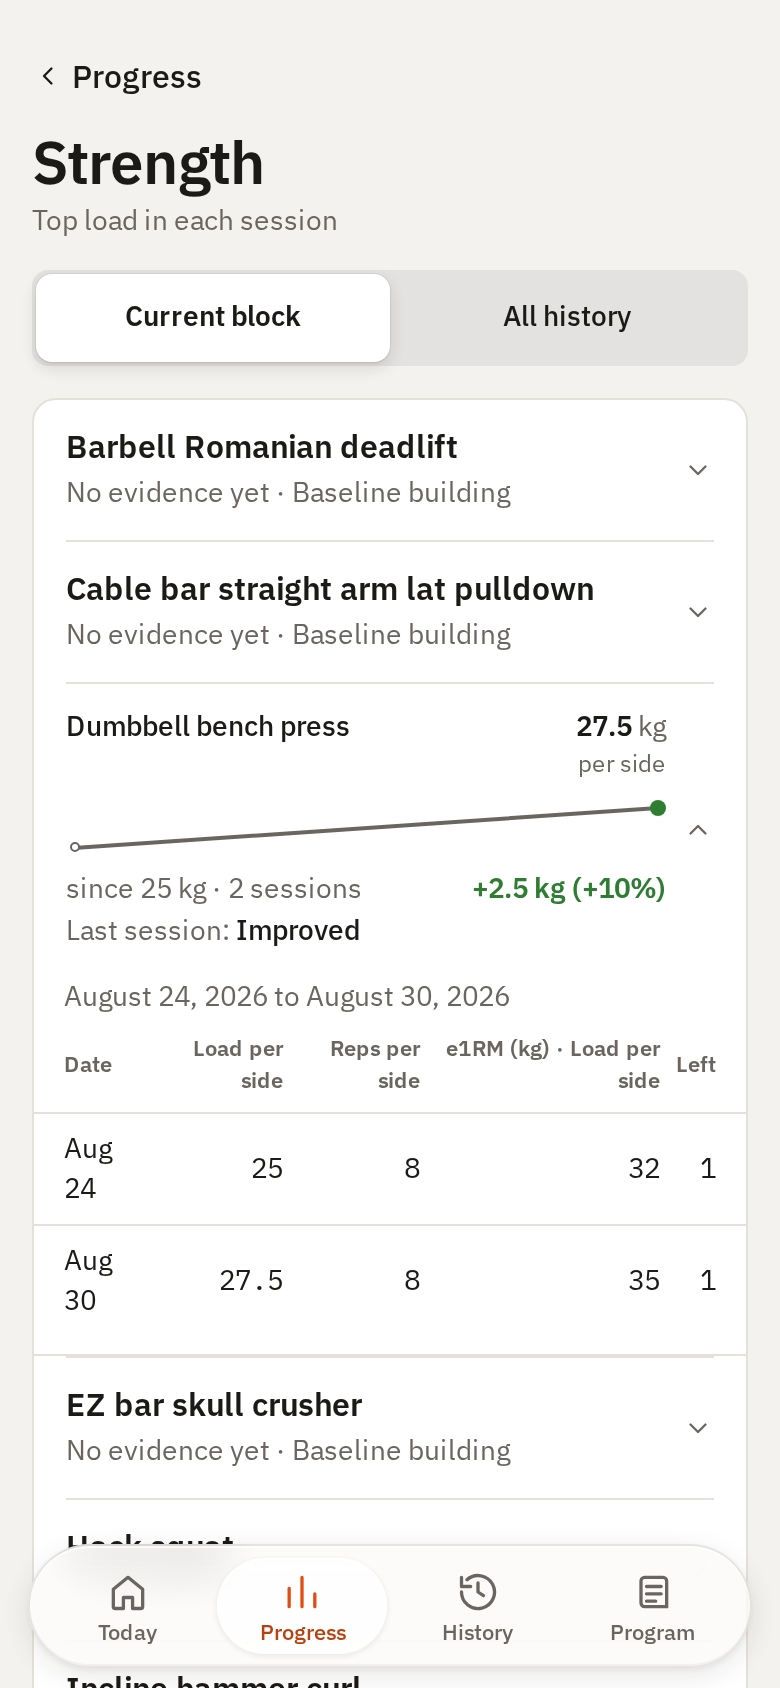 Progress
Strength
Top load in each session
Current block
All history
Barbell Romanian deadlift
No evidence yet · Baseline building
Cable bar straight arm lat pulldown
No evidence yet · Baseline building
Dumbbell bench press
27.5 kg
per side
since 25 kg · 2 sessions
+2.5 kg (+10%)
Last session: Improved
August 24, 2026 to August 30, 2026
Date
Load per
side
Reps per
side
e1RM (kg) · Load per
side
Left
Aug
24
25
8
32
1
Aug
30
27.5
8
35
1
EZ bar skull crusher
No evidence yet · Baseline building
Hack squat
Today
Progress
History
Program
Incline hammer curl